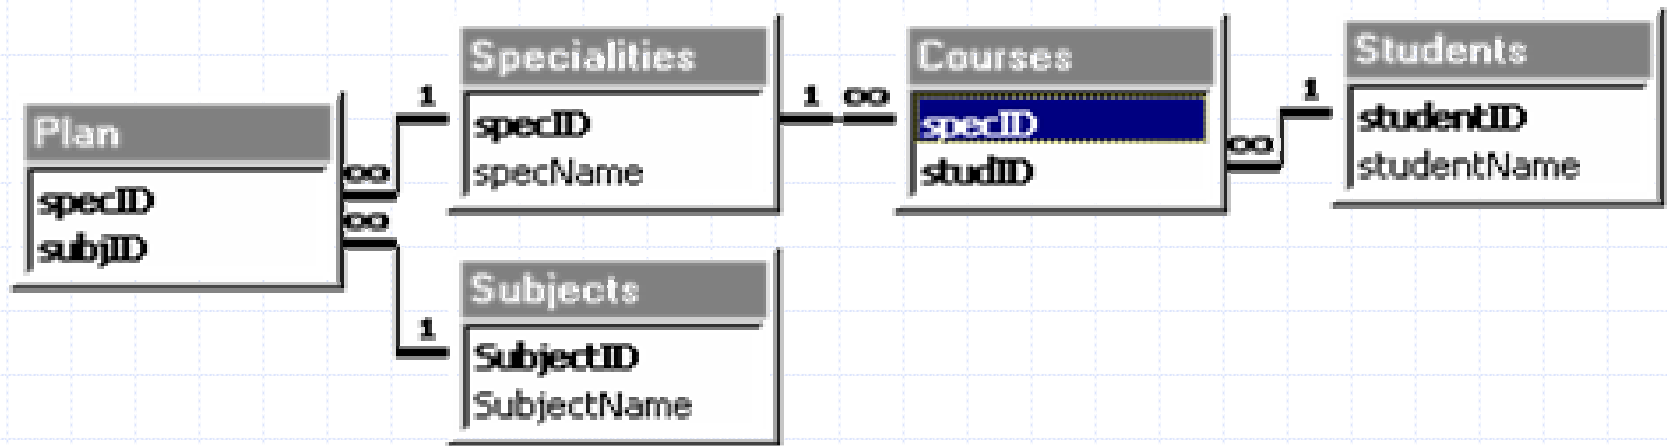 Plan
specID
subjID
∞
∞
1
1
Specialities
specID
specName
Subjects
SubjectID
SubjectName
1
∞
Courses
specID
studID
∞
1
Students
studentID
studentName